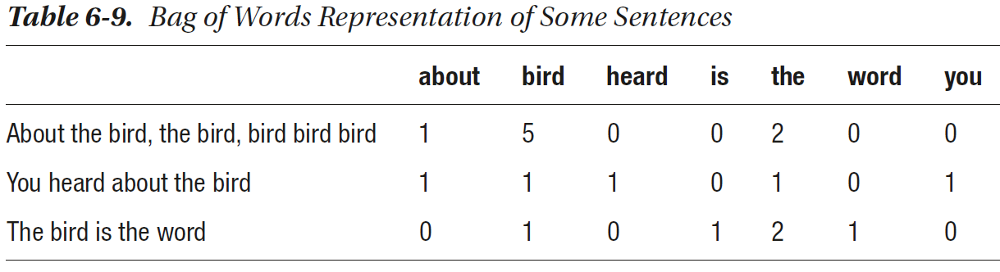 Table 6-9. Bag of Words Representation of Some Sentences
about bird heard is the word you
About the bird, the bird, bird bird bird 1 5 0 0 2 0 0
You heard about the bird 1 1 1 0 1 0 1
The bird is the word 0 1 0 1 2 1 0